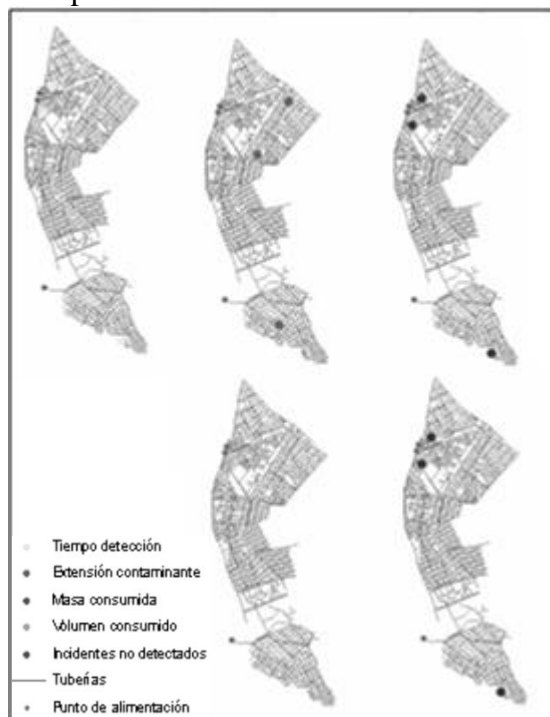 Tiempo detección
Extensión contaminante
Masa consumida
Volumen consumido
Incidentes no detectados
Tuberías
Punto de alimentación